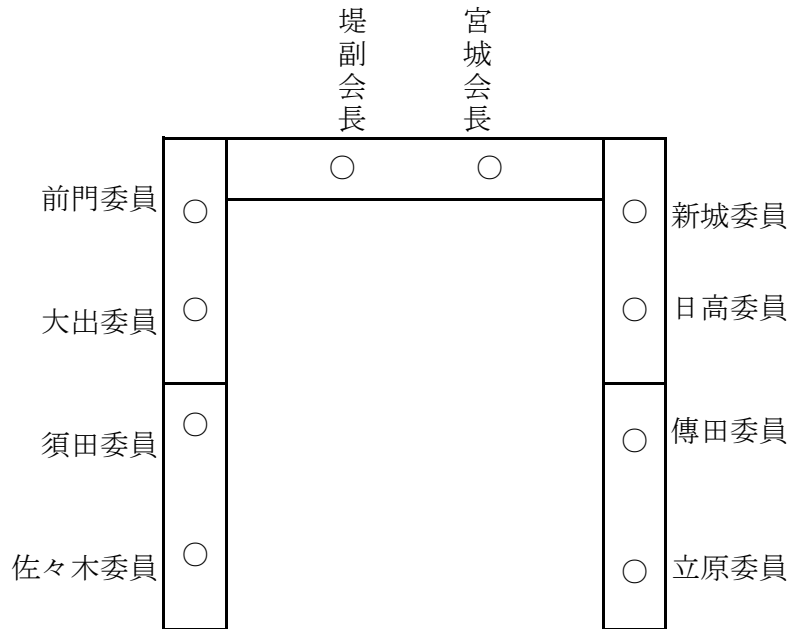 堤副会長
宮城会長
前門委員
新城委員
大出委員
日高委員
須田委員
傳田委員
佐々木委員
立原委員